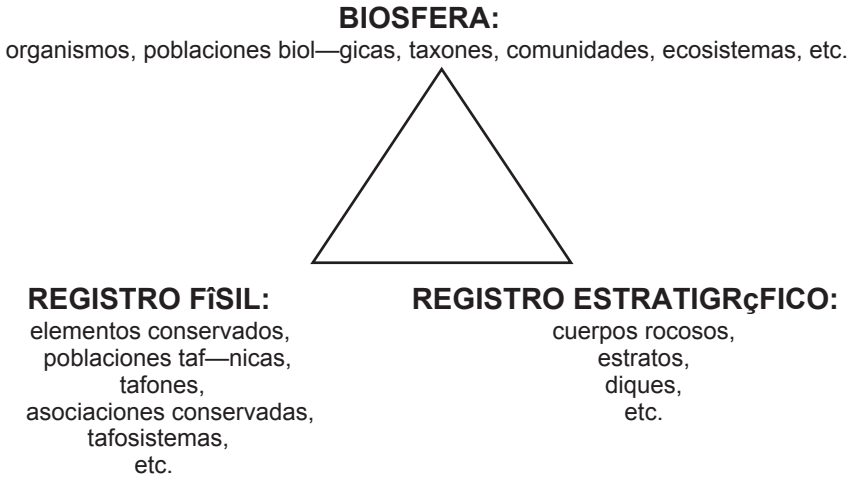 BIOSFERA:
organismos, poblaciones biol—gicas, taxones, comunidades, ecosistemas, etc.
REGISTRO FîSIL:
elementos conservados,
poblaciones taf—nicas,
tafones,
asociaciones conservadas,
tafosistemas,
etc.
REGISTRO ESTRATIGRçFICO:
cuerpos rocosos,
estratos,
diques,
etc.